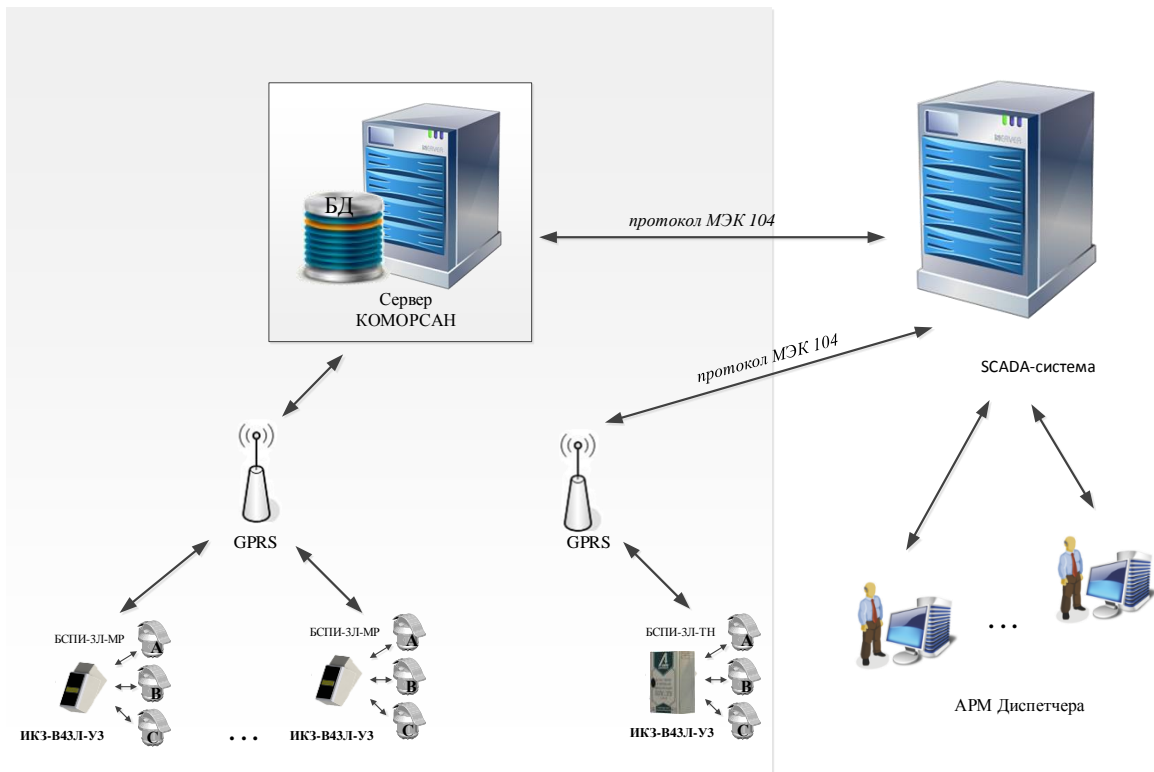 БД
Сервер
КОМОРСАН
протокол МЭК 104
протокол МЭК 104
SCADA-система
GPRS
GPRS
БСПИ-3Л-МР
A
B
C
ИКЗ-В43Л-У3
...
БСПИ-3Л-МР
A
B
C
ИКЗ-В43Л-У3
БСПИ-3Л-ТН
A
B
C
ИКЗ-В43Л-У3
...
АРМ Диспетчера